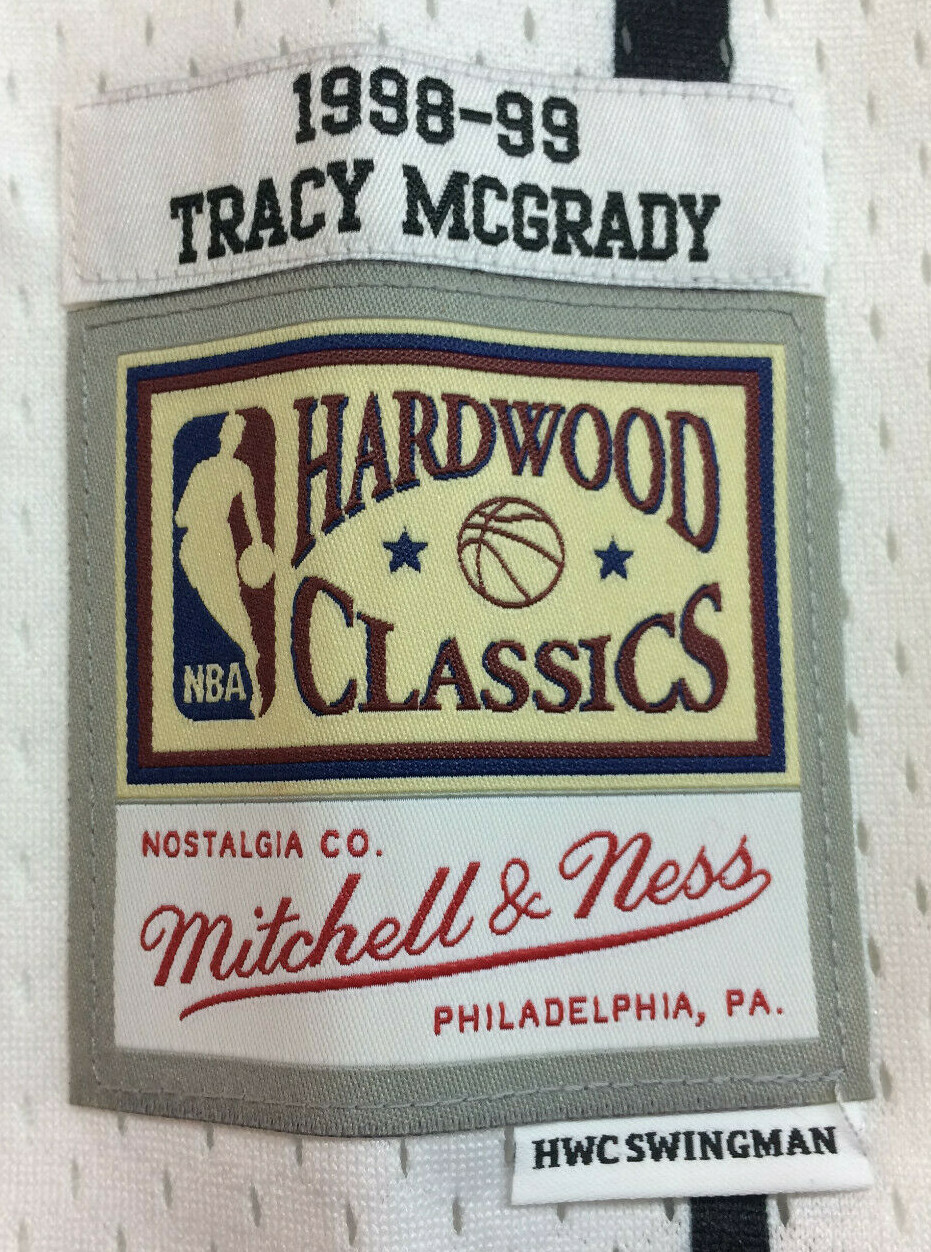 1998-99
TRACY MCGRADY
HARDWOOD
CLASSICS
NBA
NOSTALGIA CO.
Mitchell & Ness
PHILADELPHIA, PA.
HWC SWINGMAN